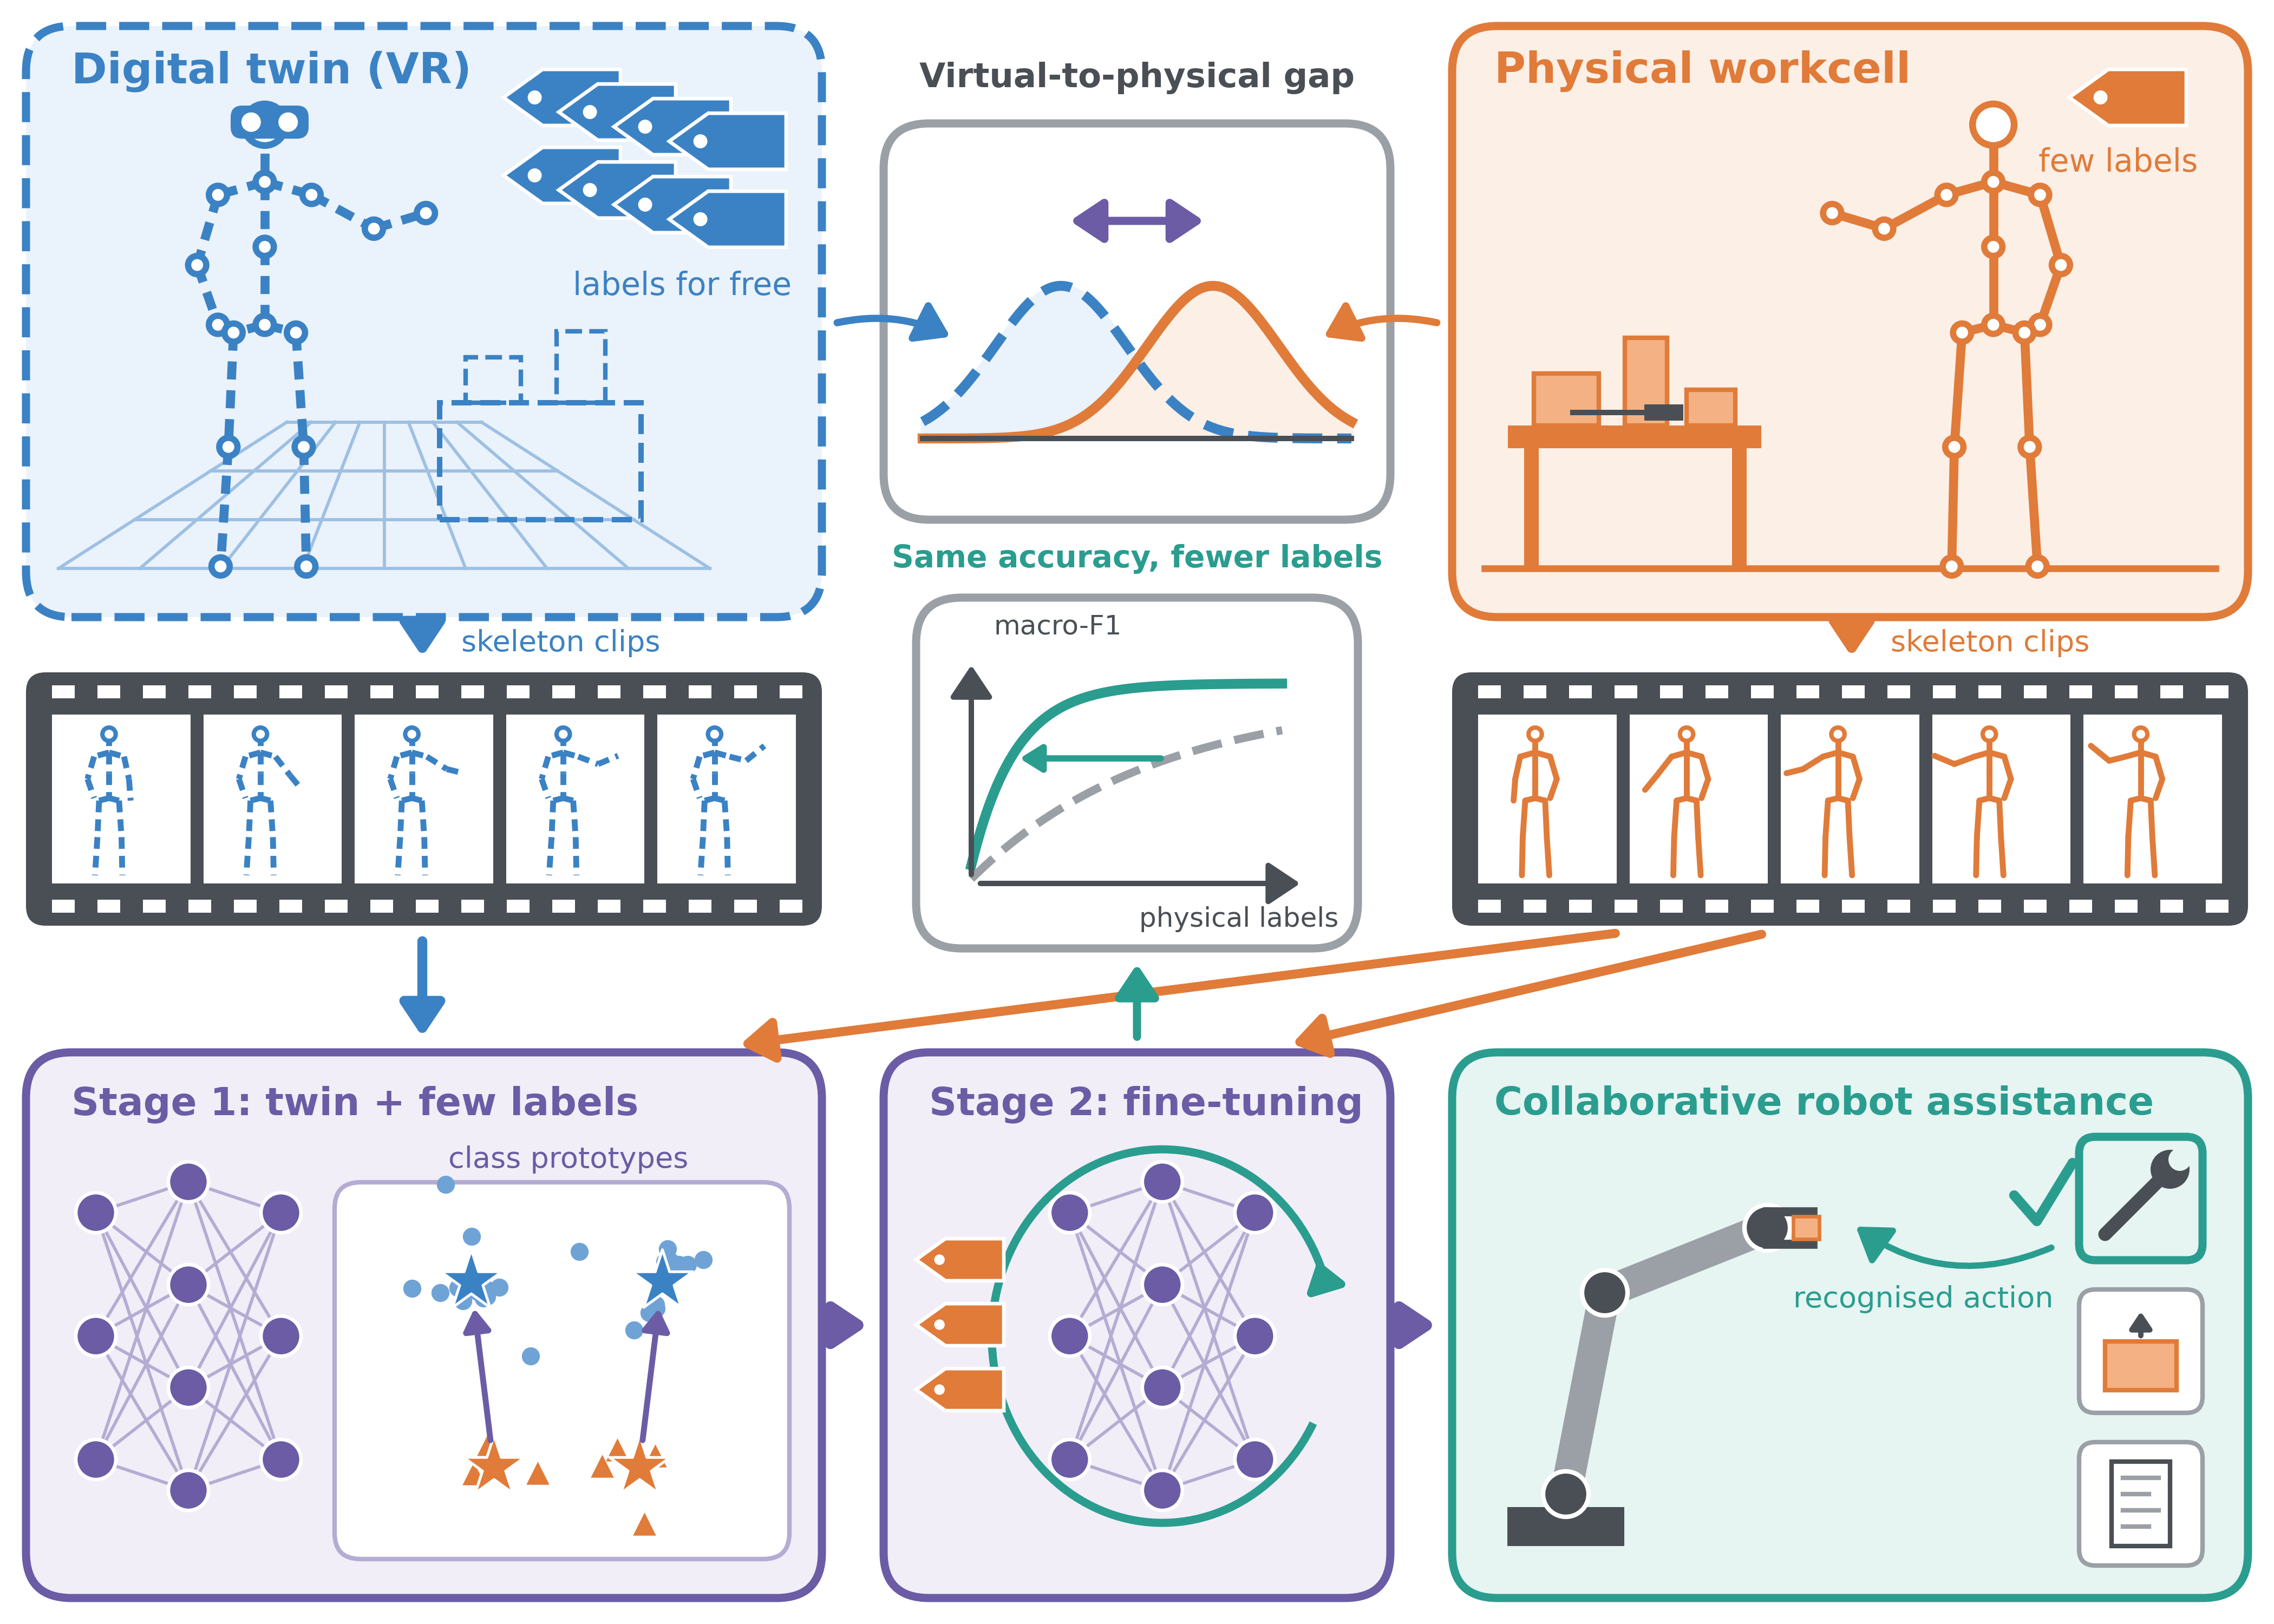 Digital twin (VR)
labels for free
Virtual-to-physical gap
Physical workcell
few labels
Same accuracy, fewer labels
skeleton clips
macro-F1
physical labels
skeleton clips
Stage 1: twin + few labels
class prototypes
Stage 2: fine-tuning
Collaborative robot assistance
recognised action